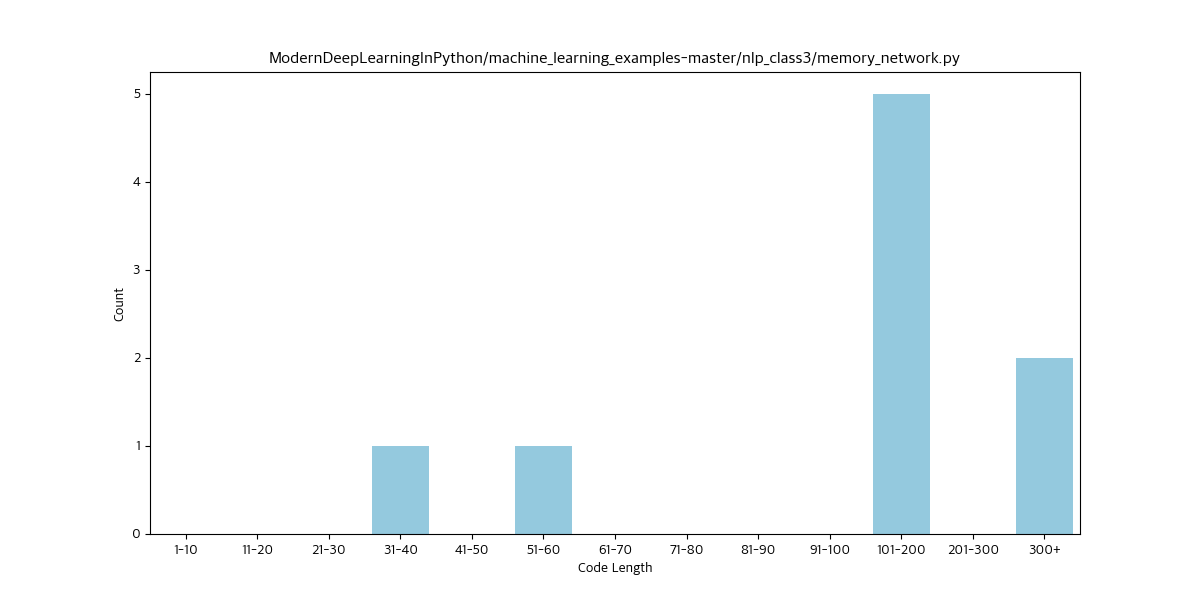 ModernDeepLearningInPython/machine_learning_examples-master/nlp_class3/memory_network.py
5
4
3
2
1
0
Count
1-10 11-20 21-30 31-40 41-50 51-60 61-70 71-80 81-90 91-100 101-200 201-300 300+
Code Length